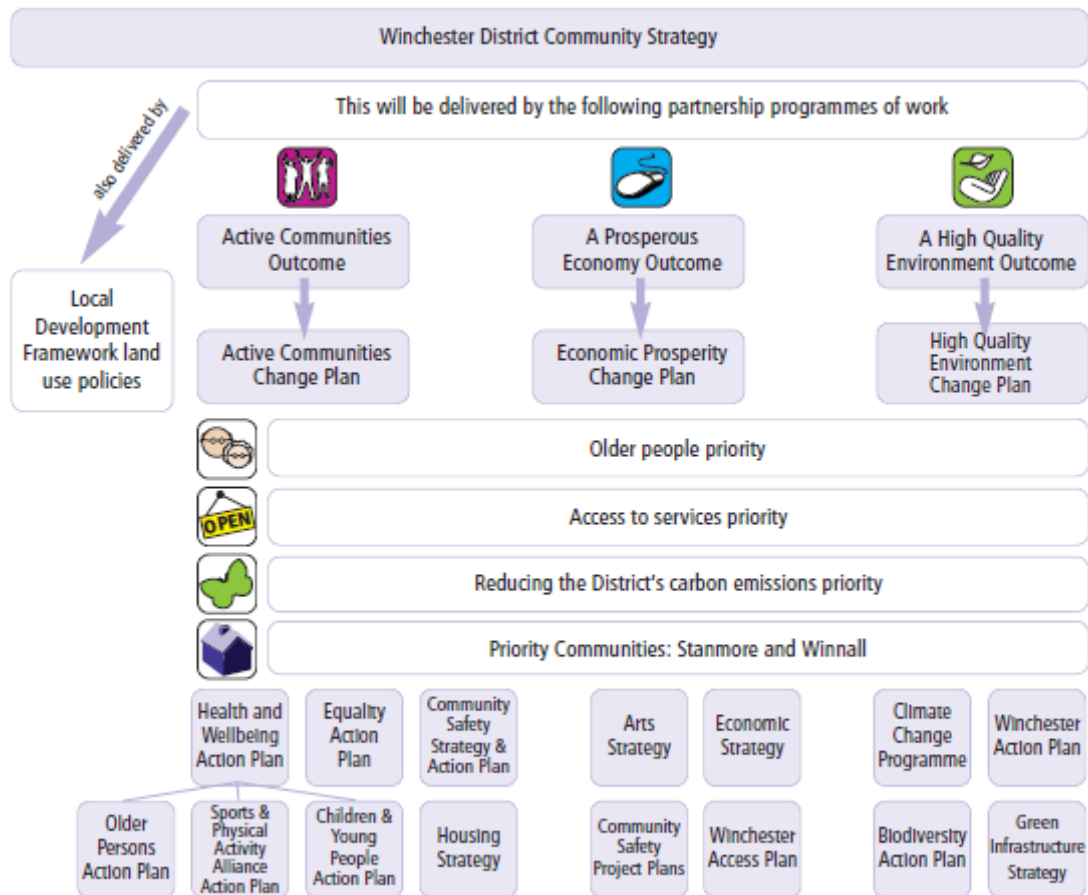 Winchester District Community Strategy
also delivered by
This will be delivered by the following partnership programmes of work
Active Communities
Outcome
A Prosperous
Economy Outcome
A High Quality
Environment Outcome
Local
Development
Framework land
use policies
Active Communities
Change Plan
Economic Prosperity
Change Plan
High Quality
Environment
Change Plan
Older people priority
OPEN
Access to services priority
Reducing the District's carbon emissions priority
Priority Communities: Stanmore and Winnall
Health and
Wellbeing
Action Plan
Equality
Action
Plan
Community
Safety
Strategy &
Action Plan
Arts
Strategy
Economic
Strategy
Climate
Change
Programme
Winchester
Action Plan
Older
Persons
Action Plan
Sports &
Physical
Activity
Alliance
Action Plan
Children &
Young
People
Action Plan
Housing
Strategy
Community
Safety
Project Plans
Winchester
Access Plan
Biodiversity
Action Plan
Green
Infrastructure
Strategy